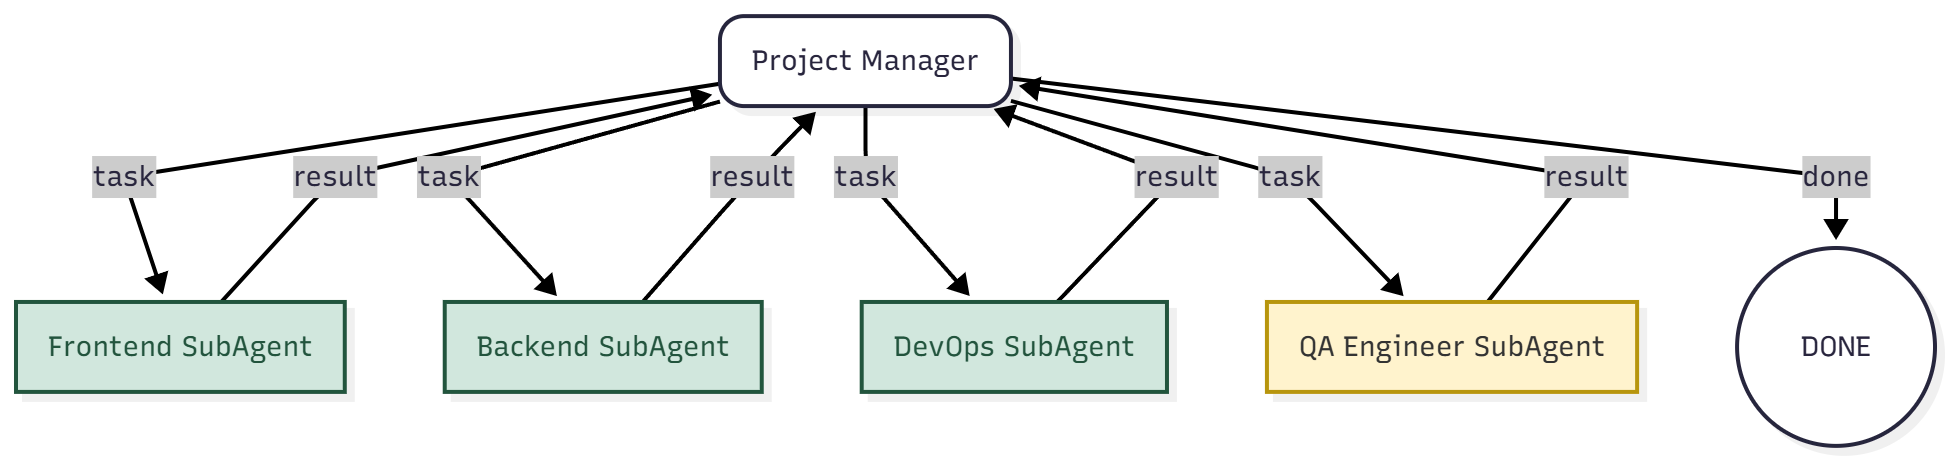 Project Manager
task
result
task
result
task
result
task
result
done
Frontend SubAgent
Backend SubAgent
DevOps SubAgent
QA Engineer SubAgent
DONE